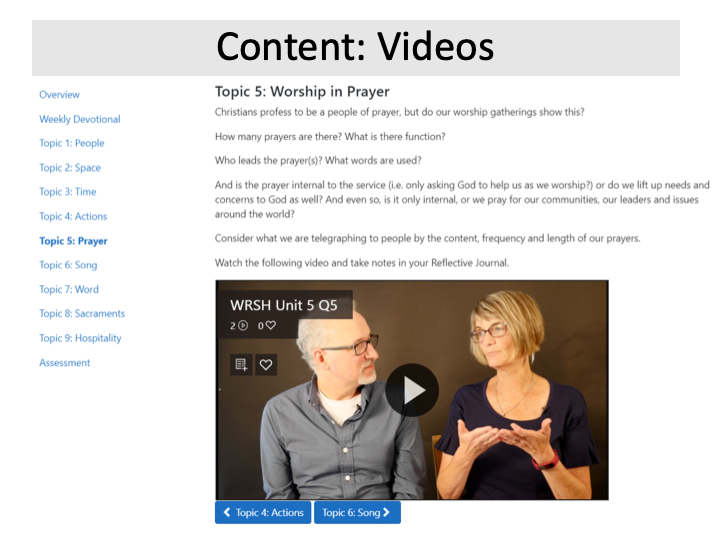 Content: Videos
Overview
Weekly Devotional
Topic 1: People
Topic 2: Space
Topic 3: Time
Topic 4: Actions
Topic 5: Prayer
Topic 6: Song
Topic 7: Word
Topic 8: Sacraments
Topic 9: Hospitality
Assessment
Topic 5: Worship in Prayer
Christians profess to be a people of prayer, but do our worship gatherings show this?
How many prayers are there? What is there function?
Who leads the prayer(s)? What words are used?
And is the prayer internal to the service (i.e. only asking God to help us as we worship?) or do we lift up needs and
concerns to God as well? And even so, is it only internal, or we pray for our communities, our leaders and issues
around the world?
Consider what we are telegraphing to people by the content, frequency and length of our prayers.
Watch the following video and take notes in your Reflective Journal.
WRSH Unit 5 Q5
2 0
Topic 4: Actions Topic 6: Song